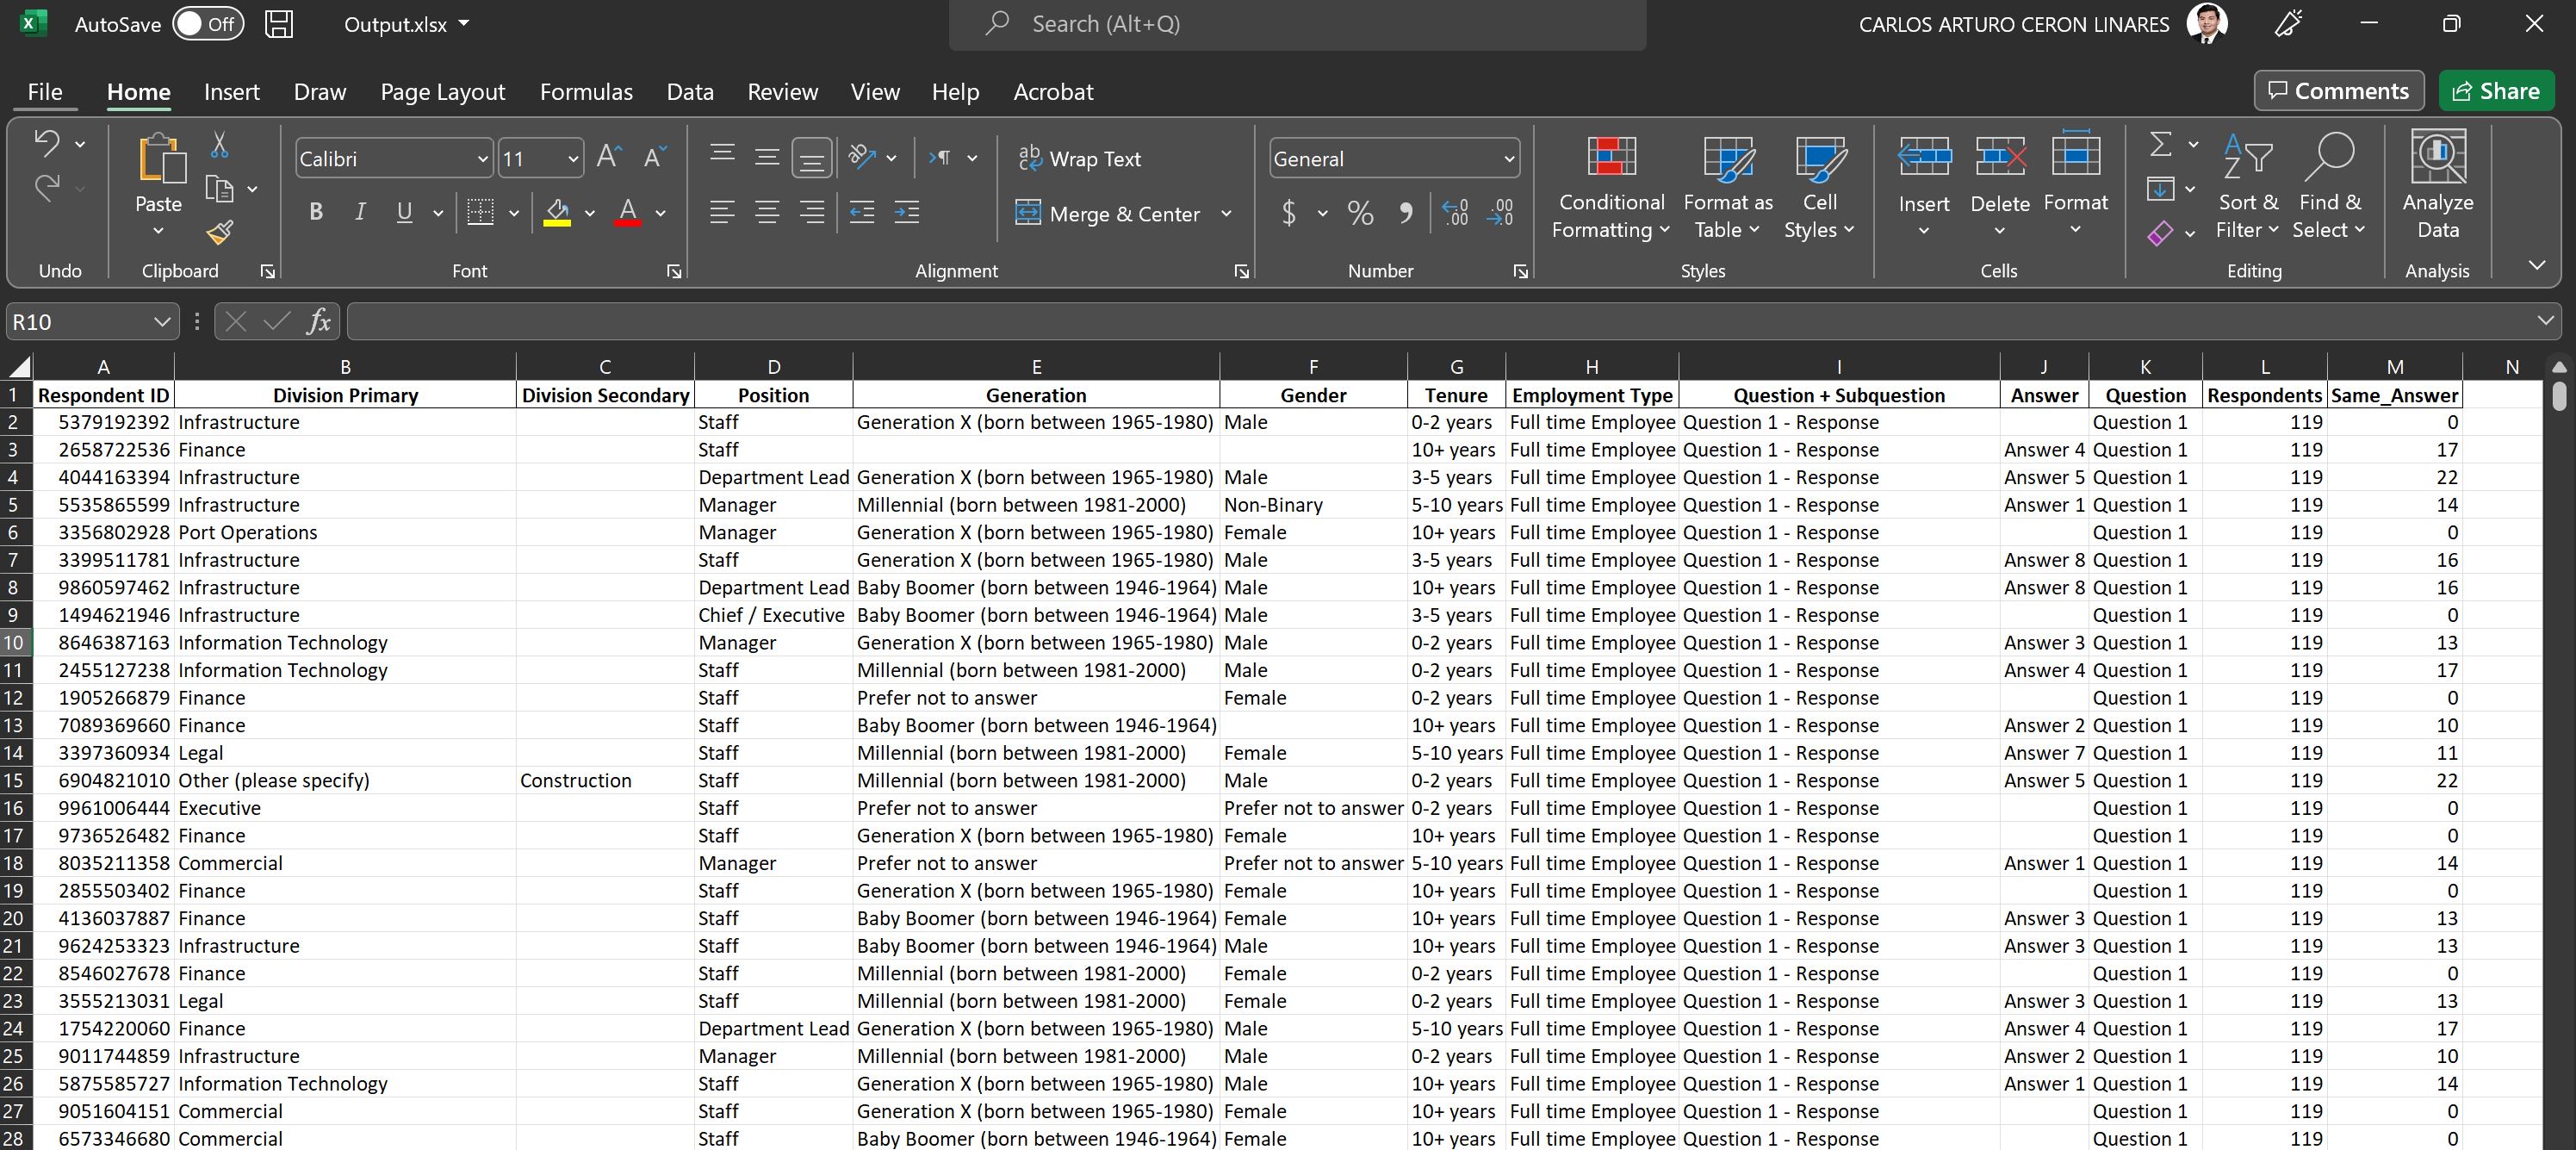 AutoSave Off Output.xlsx Search (Alt+Q) CARLOS ARTURO CERON LINARES
File Home Insert Draw Page Layout Formulas Data Review View Help Acrobat Comments Share
Calibri 11 Wrap Text General
Paste B I U Merge & Center $ % Conditional Formatting Format as Table Cell Styles Insert Delete Format Sort & Filter Find & Select Analyze Data
Undo Clipboard Font Alignment Number Styles Cells Editing Analysis
R10 fx
A B C D E F G H I J K L M N
1 Respondent ID Division Primary Division Secondary Position Generation Gender Tenure Employment Type Question + Subquestion Answer Question Respondents Same_Answer
2 5379192392 Infrastructure Staff Generation X (born between 1965-1980) Male 0-2 years Full time Employee Question 1 - Response Question 1 119 0
3 2658722536 Finance Staff 10+ years Full time Employee Question 1 - Response Answer 4 Question 1 119 17
4 4044163394 Infrastructure Department Lead Generation X (born between 1965-1980) Male 3-5 years Full time Employee Question 1 - Response Answer 5 Question 1 119 22
5 5535865599 Infrastructure Manager Millennial (born between 1981-2000) Non-Binary 5-10 years Full time Employee Question 1 - Response Answer 1 Question 1 119 14
6 3356802928 Port Operations Manager Generation X (born between 1965-1980) Female 10+ years Full time Employee Question 1 - Response Question 1 119 0
7 3399511781 Infrastructure Staff Generation X (born between 1965-1980) Male 3-5 years Full time Employee Question 1 - Response Answer 8 Question 1 119 16
8 9860597462 Infrastructure Department Lead Baby Boomer (born between 1946-1964) Male 10+ years Full time Employee Question 1 - Response Answer 8 Question 1 119 16
9 1494621946 Infrastructure Chief / Executive Baby Boomer (born between 1946-1964) Male 3-5 years Full time Employee Question 1 - Response Question 1 119 0
10 8646387163 Information Technology Manager Generation X (born between 1965-1980) Male 0-2 years Full time Employee Question 1 - Response Answer 3 Question 1 119 13
11 2455127238 Information Technology Staff Millennial (born between 1981-2000) Male 0-2 years Full time Employee Question 1 - Response Answer 4 Question 1 119 17
12 1905266879 Finance Staff Prefer not to answer Female 0-2 years Full time Employee Question 1 - Response Question 1 119 0
13 7089369660 Finance Staff Baby Boomer (born between 1946-1964) 10+ years Full time Employee Question 1 - Response Answer 2 Question 1 119 10
14 3397360934 Legal Staff Millennial (born between 1981-2000) Female 5-10 years Full time Employee Question 1 - Response Answer 7 Question 1 119 11
15 6904821010 Other (please specify) Construction Staff Millennial (born between 1981-2000) Male 0-2 years Full time Employee Question 1 - Response Answer 5 Question 1 119 22
16 9961006444 Executive Staff Prefer not to answer Prefer not to answer 0-2 years Full time Employee Question 1 - Response Question 1 119 0
17 9736526482 Finance Staff Generation X (born between 1965-1980) Female 10+ years Full time Employee Question 1 - Response Question 1 119 0
18 8035211358 Commercial Manager Prefer not to answer Prefer not to answer 5-10 years Full time Employee Question 1 - Response Answer 1 Question 1 119 14
19 2855503402 Finance Staff Generation X (born between 1965-1980) Female 10+ years Full time Employee Question 1 - Response Question 1 119 0
20 4136037887 Finance Staff Baby Boomer (born between 1946-1964) Female 10+ years Full time Employee Question 1 - Response Answer 3 Question 1 119 13
21 9624253323 Infrastructure Staff Baby Boomer (born between 1946-1964) Male 10+ years Full time Employee Question 1 - Response Answer 3 Question 1 119 13
22 8546027678 Finance Staff Millennial (born between 1981-2000) Female 0-2 years Full time Employee Question 1 - Response Question 1 119 0
23 3555213031 Legal Staff Millennial (born between 1981-2000) Female 0-2 years Full time Employee Question 1 - Response Answer 3 Question 1 119 13
24 1754220060 Finance Department Lead Generation X (born between 1965-1980) Male 5-10 years Full time Employee Question 1 - Response Answer 4 Question 1 119 17
25 9011744859 Infrastructure Manager Millennial (born between 1981-2000) Male 0-2 years Full time Employee Question 1 - Response Answer 2 Question 1 119 10
26 5875585727 Information Technology Staff Generation X (born between 1965-1980) Male 10+ years Full time Employee Question 1 - Response Answer 1 Question 1 119 14
27 9051604151 Commercial Staff Generation X (born between 1965-1980) Female 10+ years Full time Employee Question 1 - Response Question 1 119 0
28 6573346680 Commercial Staff Baby Boomer (born between 1946-1964) Female 10+ years Full time Employee Question 1 - Response Question 1 119 0